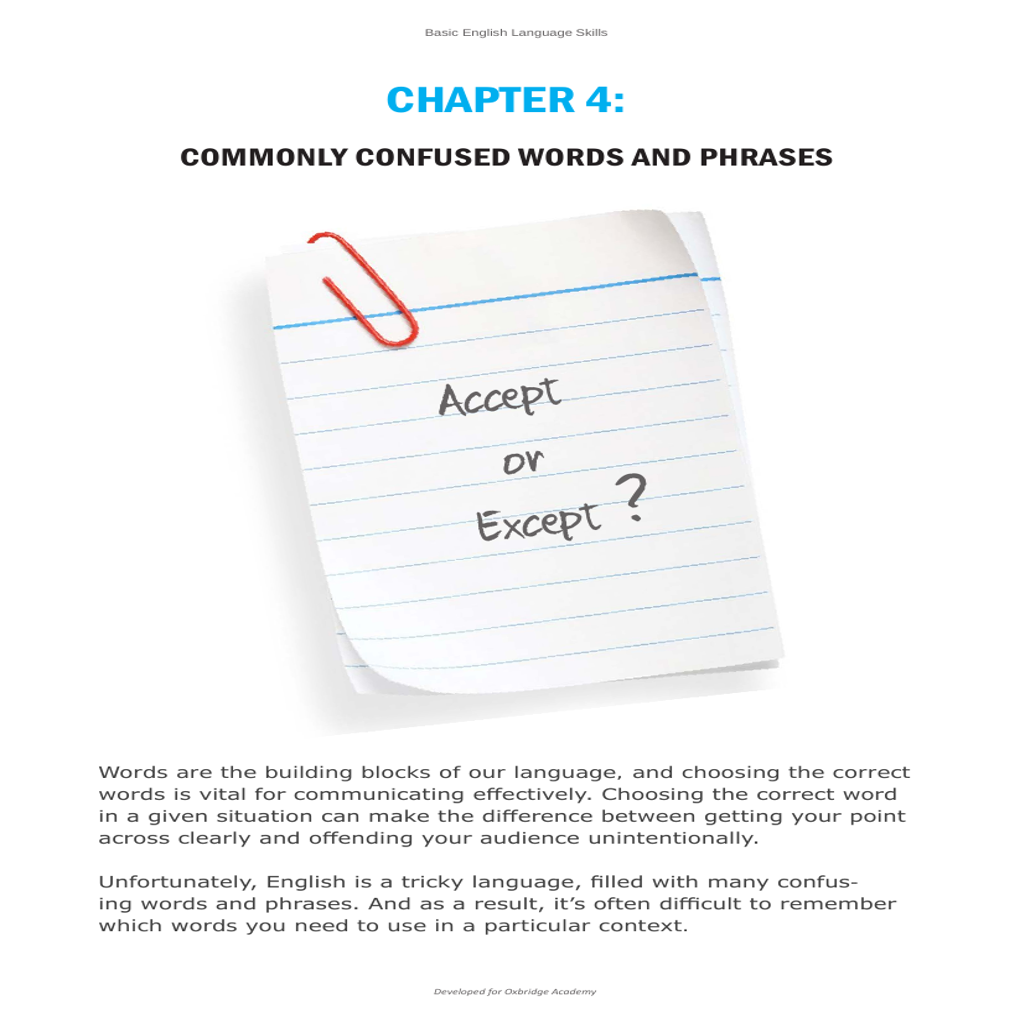 Basic English Language Skills
CHAPTER 4:
COMMONLY CONFUSED WORDS AND PHRASES
Accept
or
Except ?
Words are the building blocks of our language, and choosing the correct
words is vital for communicating effectively. Choosing the correct word
in a given situation can make the difference between getting your point
across clearly and offending your audience unintentionally.
Unfortunately, English is a tricky language, filled with many confus-
ing words and phrases. And as a result, it’s often difficult to remember
which words you need to use in a particular context.
Developed for Oxbridge Academy